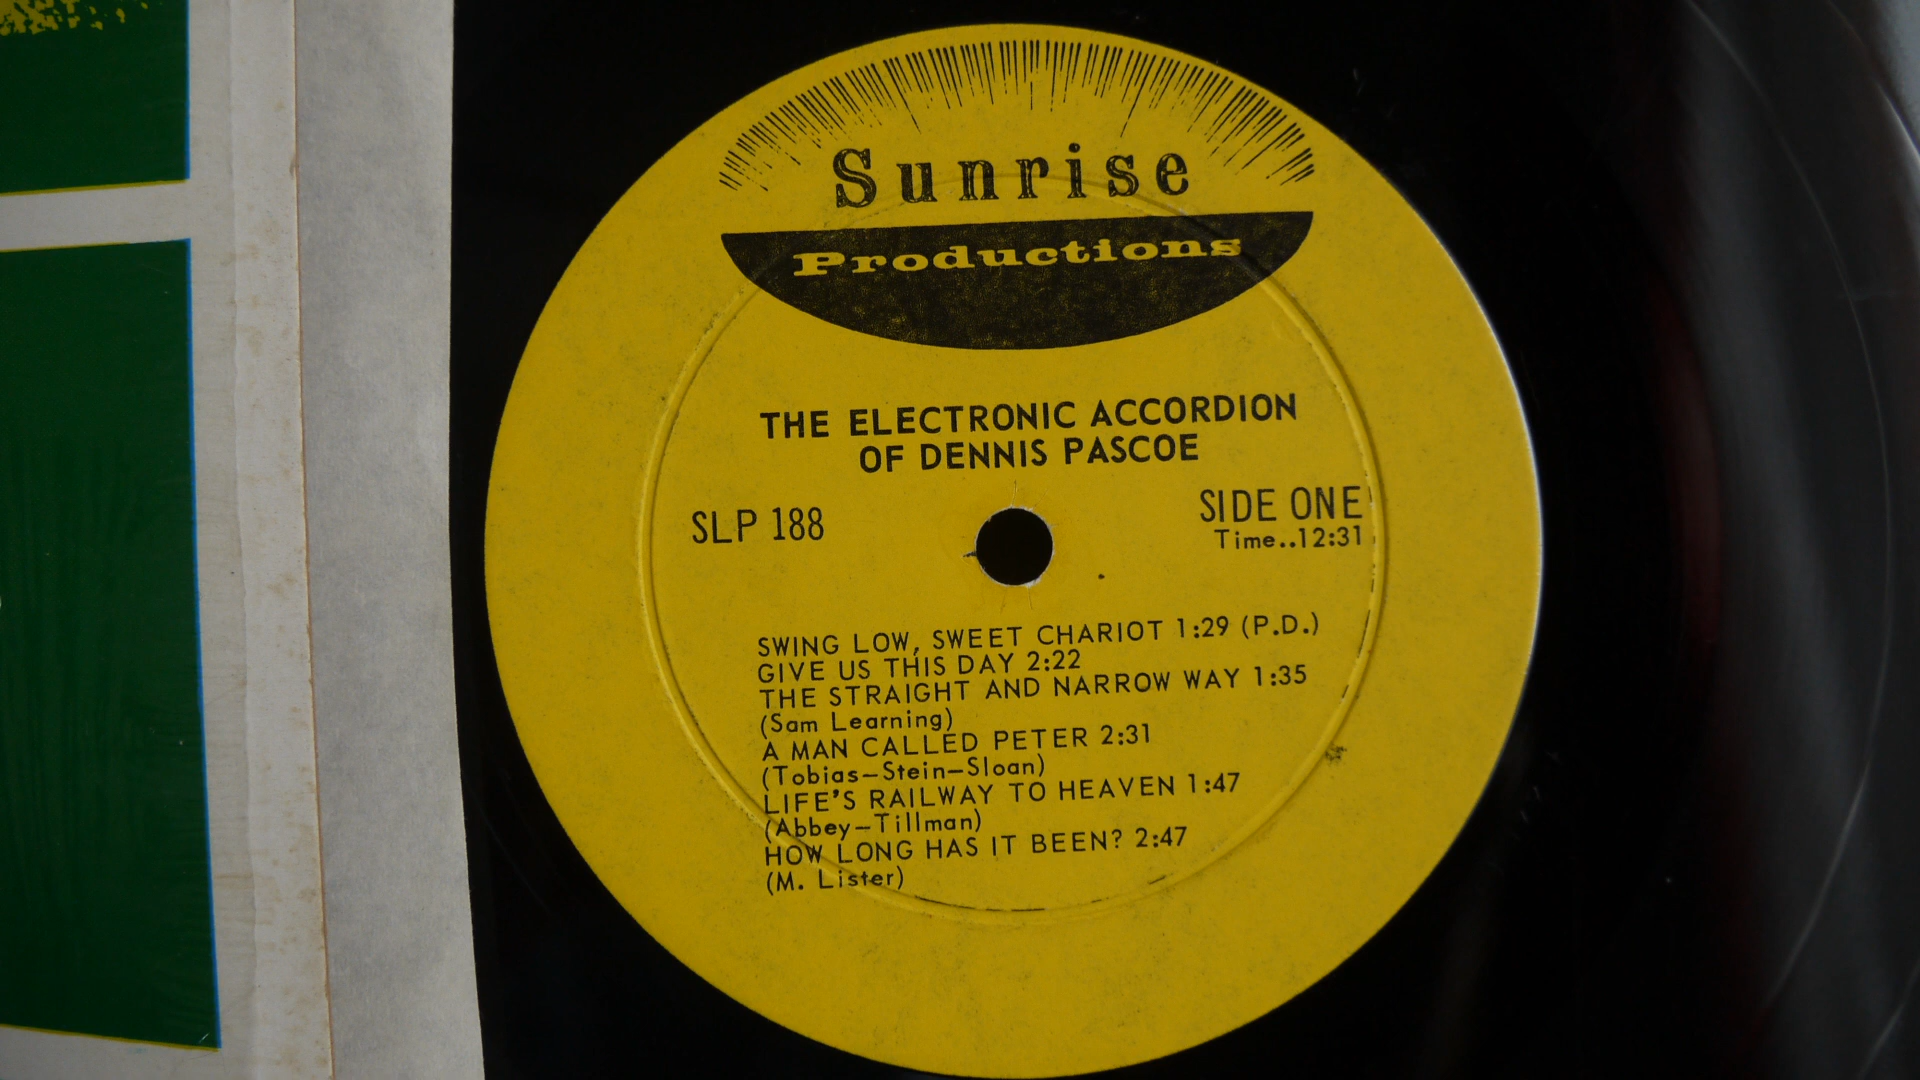 Sunrise
Productions
THE ELECTRONIC ACCORDION
OF DENNIS PASCOE
SLP 188
SIDE ONE
Time..12:31
SWING LOW, SWEET CHARIOT 1:29 (P.D.)
GIVE US THIS DAY 2:22
THE STRAIGHT AND NARROW WAY 1:35
(Sam Learning)
A MAN CALLED PETER 2:31
(Tobias-Stein-Sloan)
LIFE'S RAILWAY TO HEAVEN 1:47
(Abbey-Tillman)
HOW LONG HAS IT BEEN? 2:47
(M. Lister)